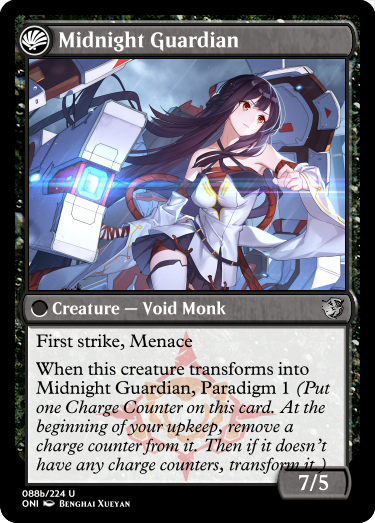 Midnight Guardian
Creature — Void Monk
First strike, Menace
When this creature transforms into
Midnight Guardian, Paradigm 1 (Put
one Charge Counter on this card. At the
beginning of your upkeep, remove a
charge counter from it. Then if it doesn't
have any charge counters, transform it.)
7/5
088b/224 U
ONI Benghai Xueyan